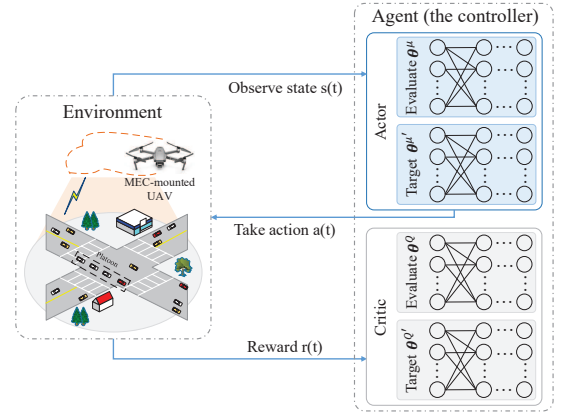 Agent (the controller)
Observe state s(t)
Environment
MEC-mounted
UAV
Platoon
Take action a(t)
Reward r(t)
Actor
Evaluate θ^μ
Target θ^μ′
Critic
Evaluate θ^Q
Target θ^Q′